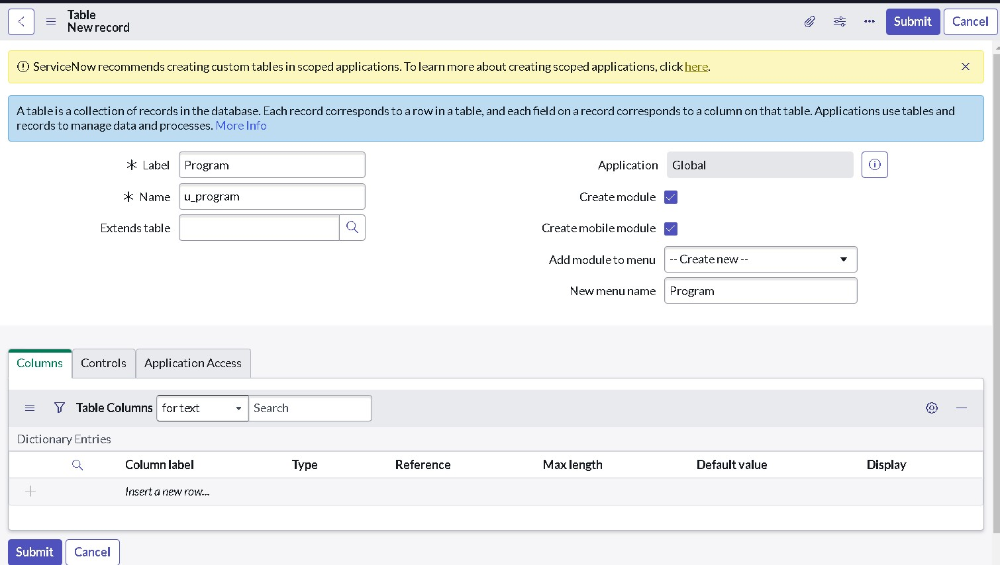 Table
New record
Submit
Cancel
ServiceNow recommends creating custom tables in scoped applications. To learn more about creating scoped applications, click here.
A table is a collection of records in the database. Each record corresponds to a row in a table, and each field on a record corresponds to a column on that table. Applications use tables and
records to manage data and processes. More Info
Label
Program
Application
Global
Name
u_program
Create module
Extends table
Create mobile module
Add module to menu
-- Create new --
New menu name
Program
Columns
Controls
Application Access
Table Columns
for text
Search
Dictionary Entries
Column label
Type
Reference
Max length
Default value
Display
Insert a new row...
Submit
Cancel